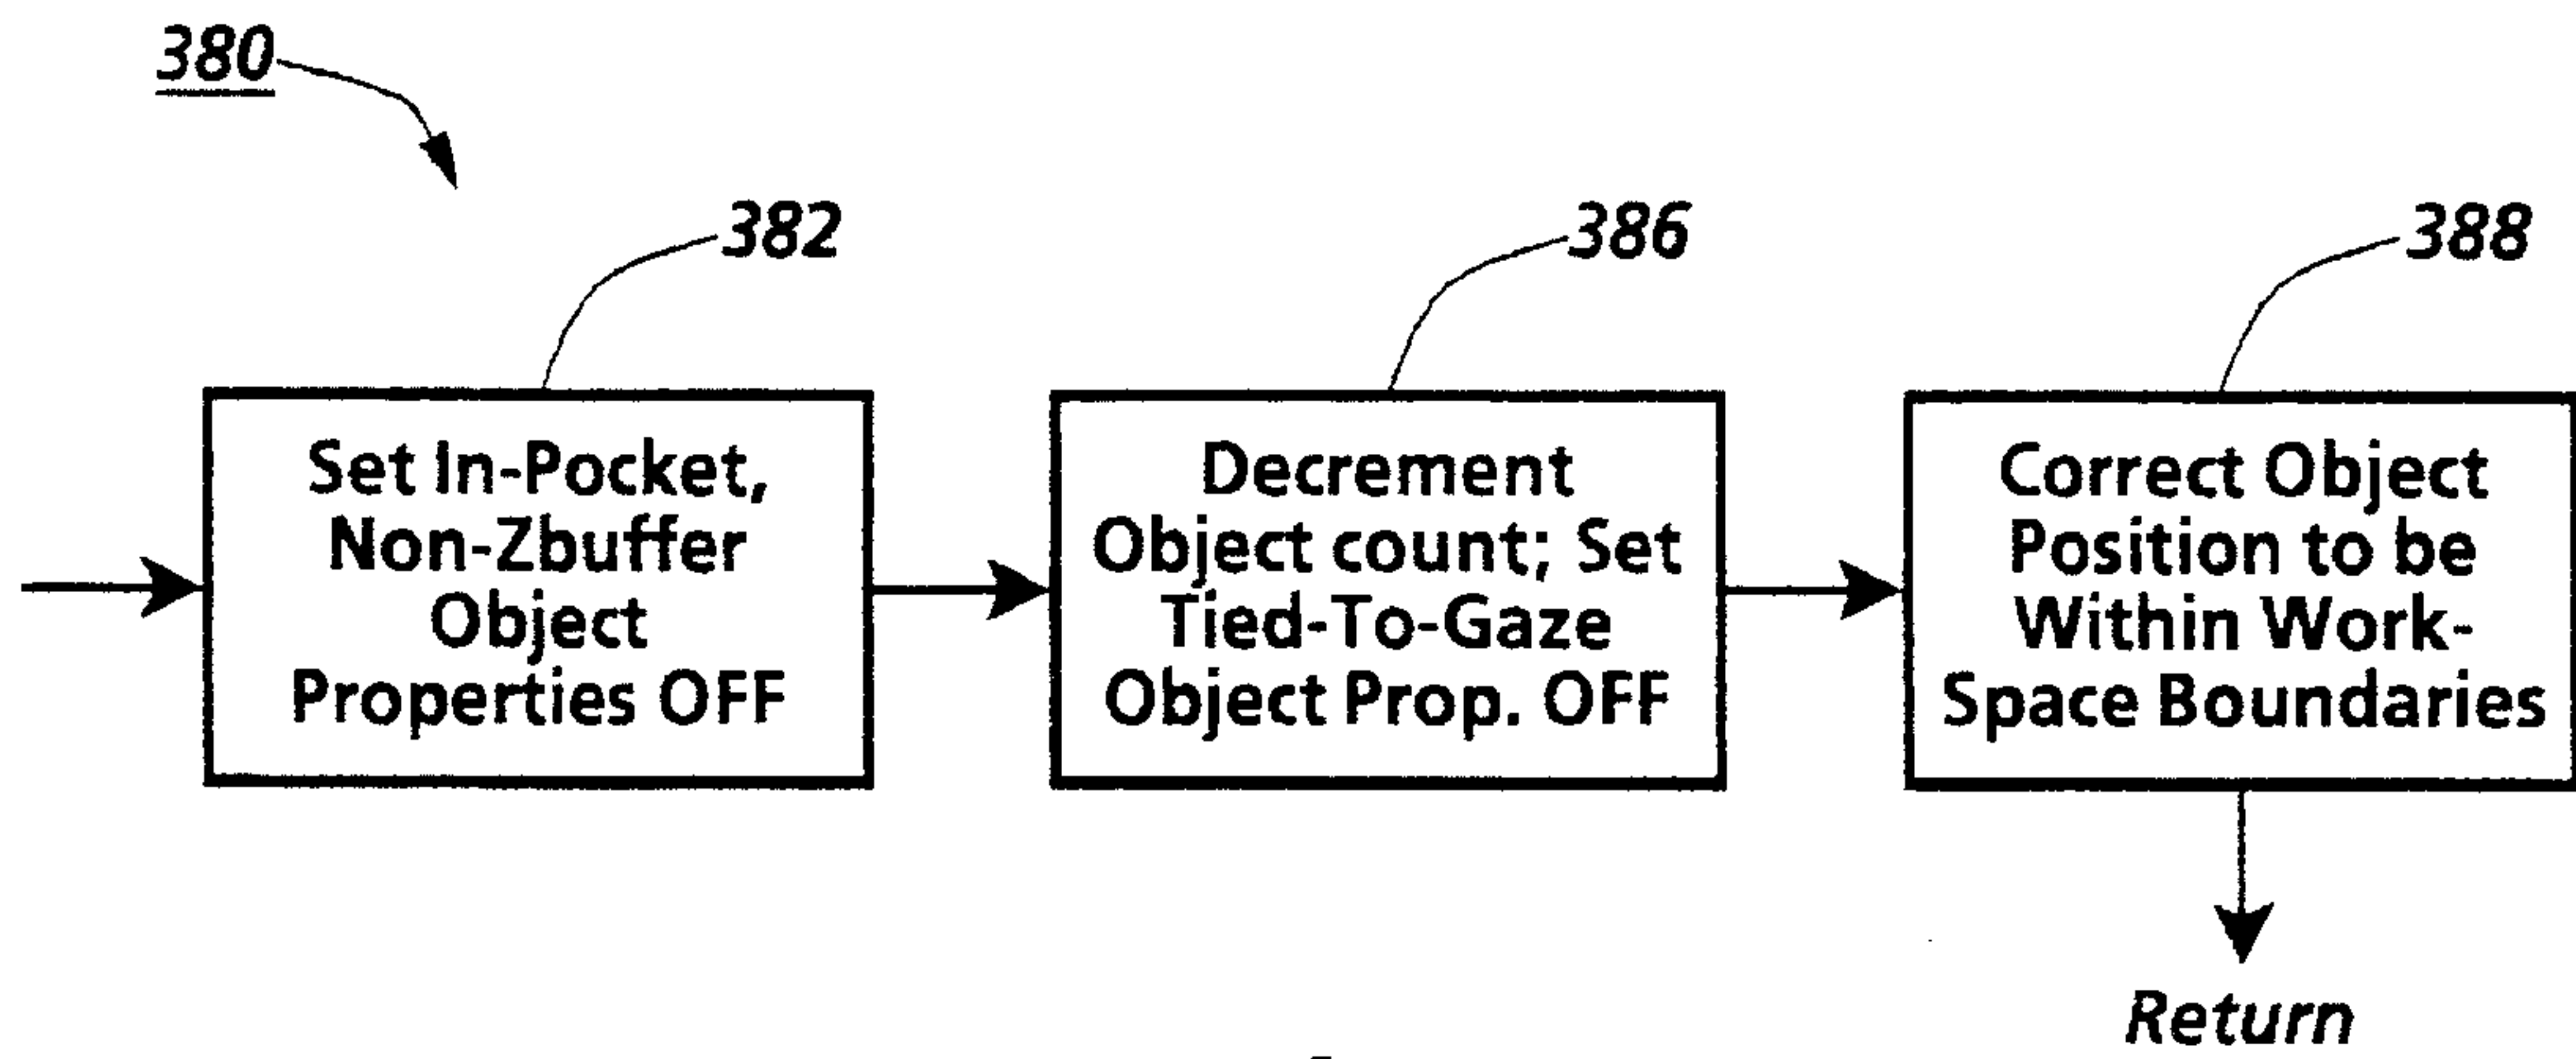 380
382
386
388
Set In-Pocket,
Non-Zbuffer
Object
Properties OFF
Decrement
Object count; Set
Tied-To-Gaze
Object Prop. OFF
Correct Object
Position to be
Within Work-
Space Boundaries
Return